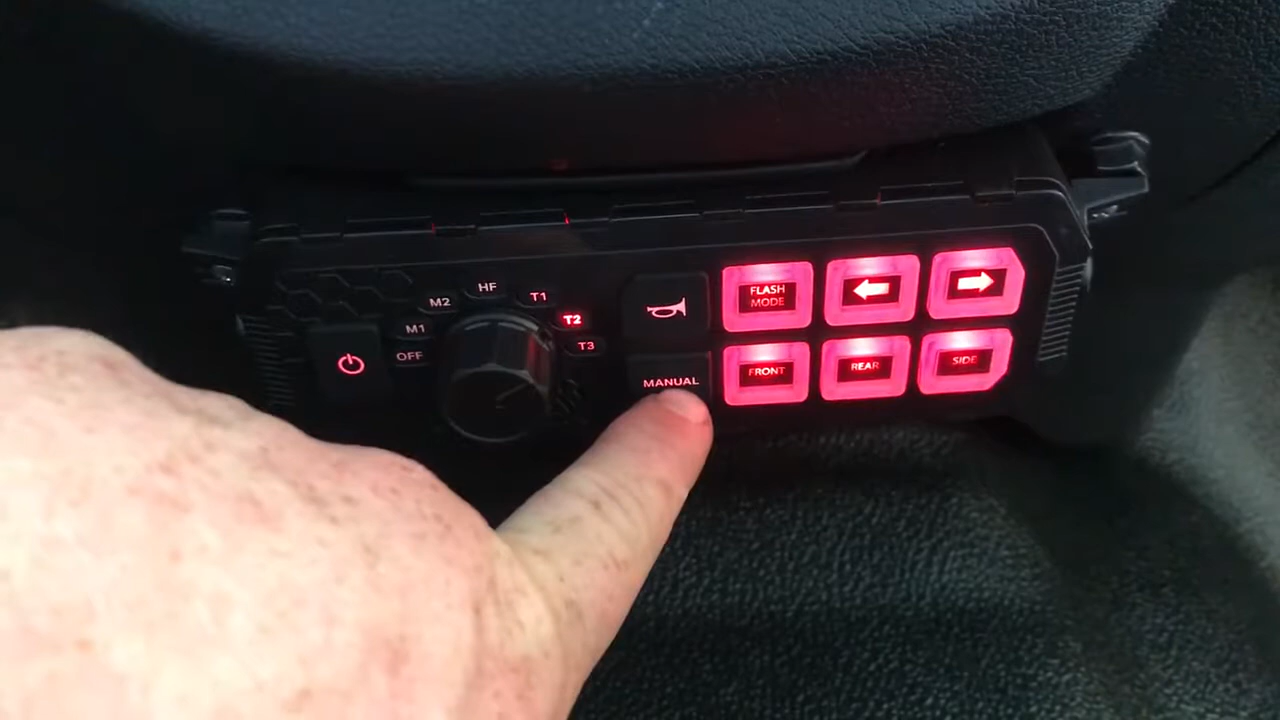 OFF
M1
M2
HF
T1
T2
T3
MANUAL
FLASH
MODE
FRONT
REAR
SIDE